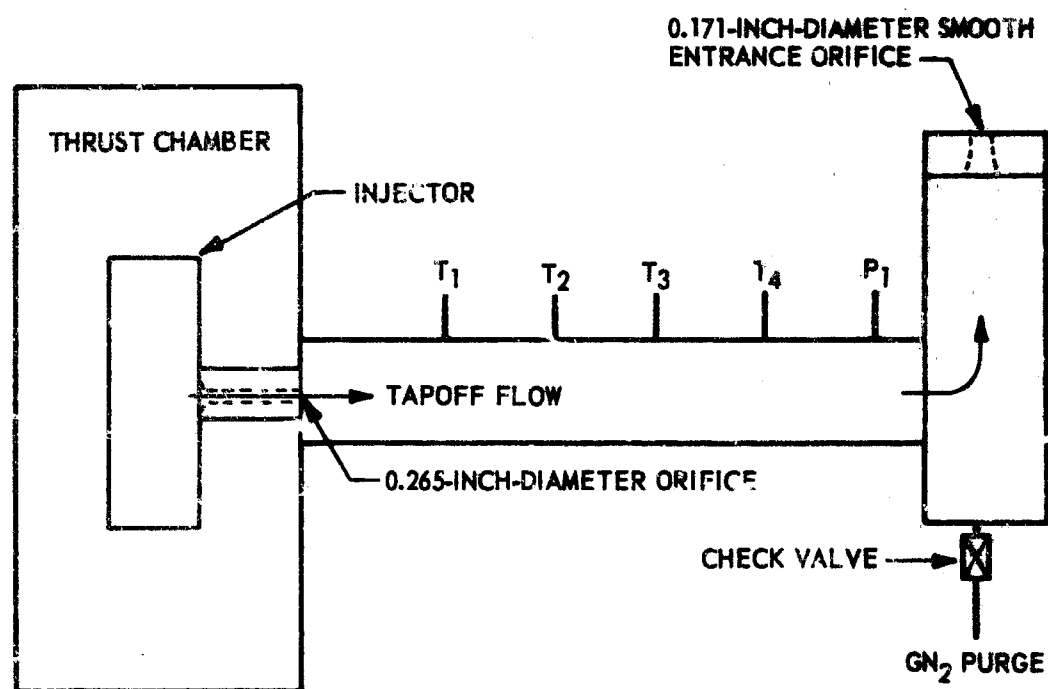 0.171-INCH-DIAMETER SMOOTH
ENTRANCE ORIFICE
THRUST CHAMBER
INJECTOR
T1
T2
T3
T4
P1
TAPOFF FLOW
0.265-INCH-DIAMETER ORIFICE
CHECK VALVE
GN2 PURGE